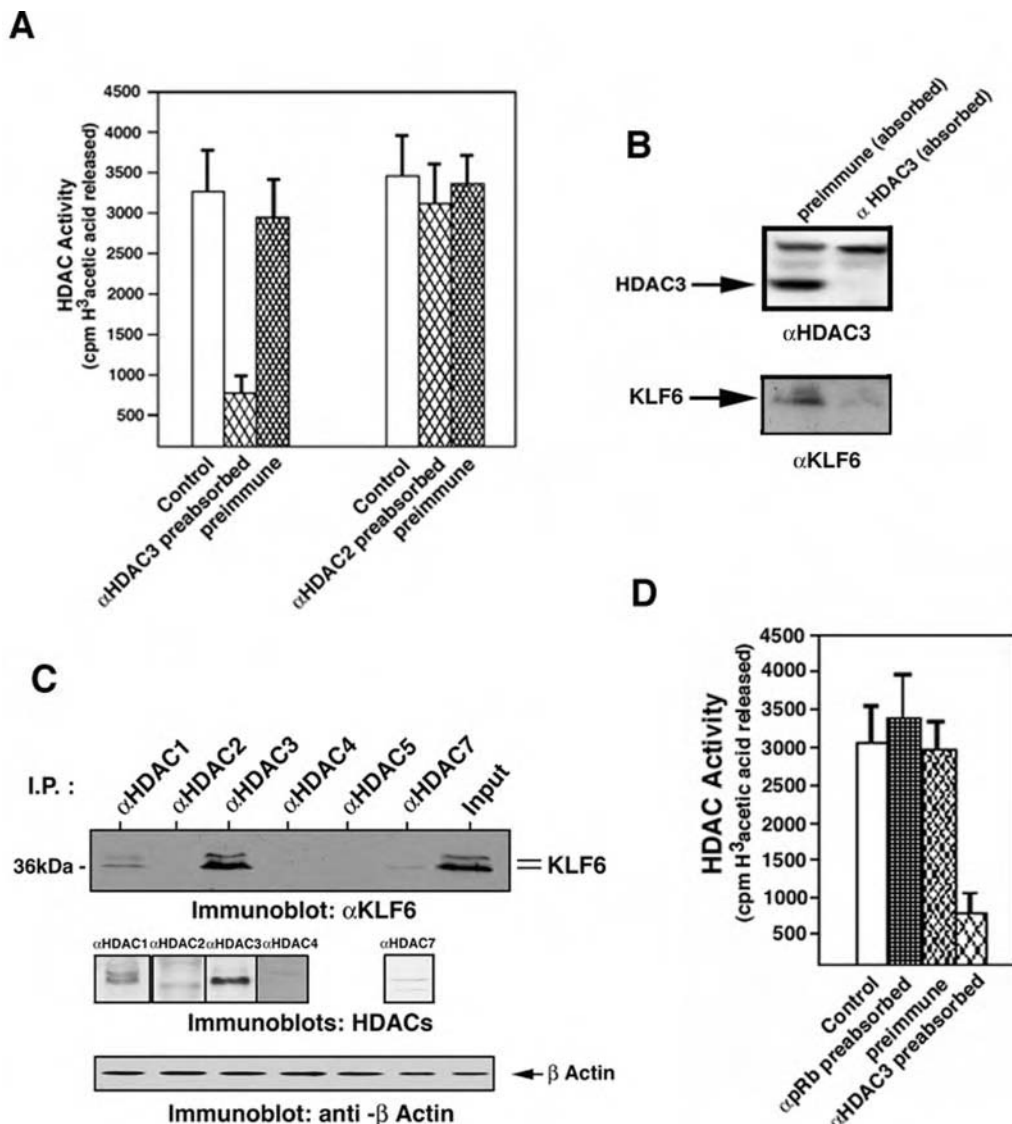 A
HDAC Activity
(cpm H³acetic acid released)
4500
4000
3500
3000
2500
2000
1500
1000
500
Control
αHDAC3 preabsorbed
preimmune
Control
αHDAC2 preabsorbed
preimmune
B
preimmune (absorbed)
α HDAC3 (absorbed)
HDAC3
αHDAC3
KLF6
αKLF6
C
I.P. :
αHDAC1
αHDAC2
αHDAC3
αHDAC4
αHDAC5
αHDAC7
Input
36kDa -
KLF6
Immunoblot: αKLF6
αHDAC1 αHDAC2 αHDAC3 αHDAC4 αHDAC7
Immunoblots: HDACs
β Actin
Immunoblot: anti -β Actin
D
HDAC Activity
(cpm H³acetic acid released)
4500
4000
3500
3000
3500
2000
1500
1000
500
Control
αpRb preabsorbed
preimmune
αHDAC3 preabsorbed